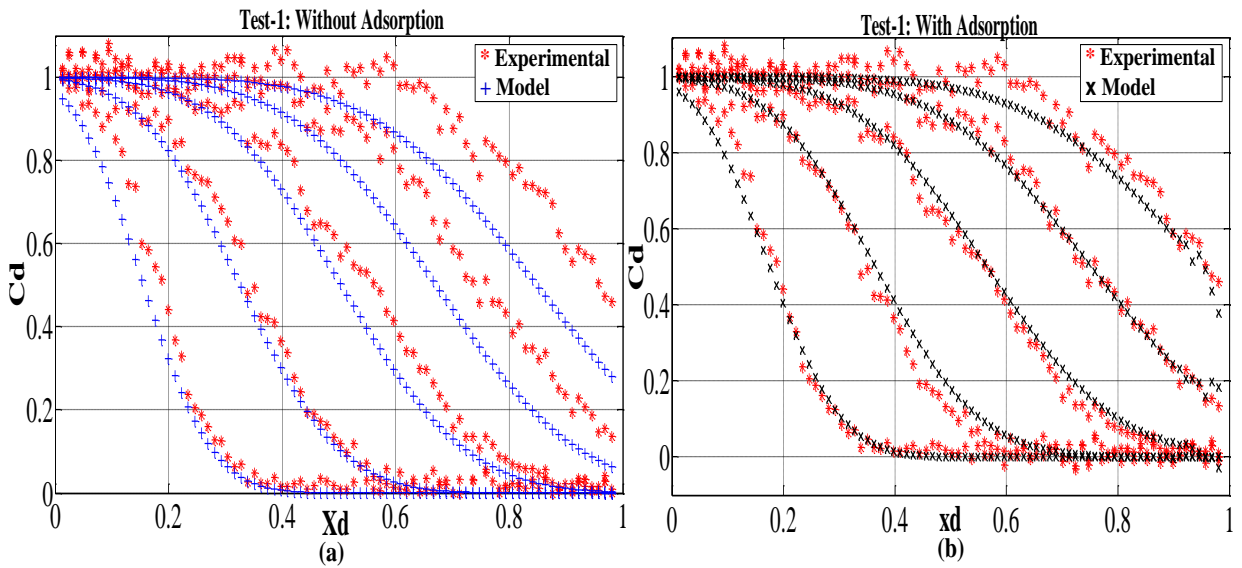 Test-1: Without Adsorption
* Experimental
+ Model
Cd
1
0.8
0.6
0.4
0.2
0
0
0.2
0.4
0.6
0.8
1
Xd
(a)
Test-1: With Adsorption
* Experimental
x Model
Cd
1
0.8
0.6
0.4
0.2
0
0
0.2
0.4
0.6
0.8
1
xd
(b)